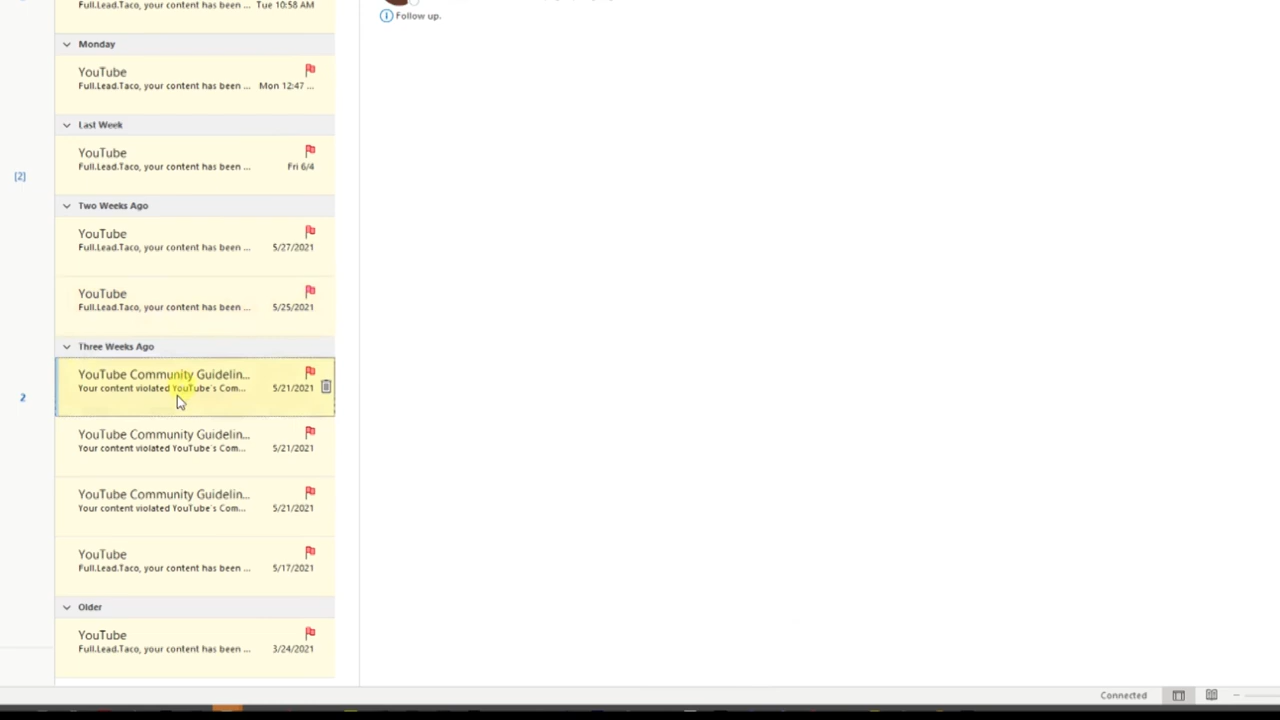 Full.Lead.Taco, your content has been ... Tue 10:58 AM
Follow up.
Monday
YouTube
Full.Lead.Taco, your content has been ... Mon 12:47 ...
Last Week
YouTube
Full.Lead.Taco, your content has been ... Fri 6/4
[2]
Two Weeks Ago
YouTube
Full.Lead.Taco, your content has been ... 5/27/2021
YouTube
Full.Lead.Taco, your content has been ... 5/25/2021
Three Weeks Ago
YouTube Community Guidelin...
Your content violated YouTube's Com... 5/21/2021
2
YouTube Community Guidelin...
Your content violated YouTube's Com... 5/21/2021
YouTube Community Guidelin...
Your content violated YouTube's Com... 5/21/2021
YouTube
Full.Lead.Taco, your content has been ... 5/17/2021
Older
YouTube
Full.Lead.Taco, your content has been ... 3/24/2021
Connected